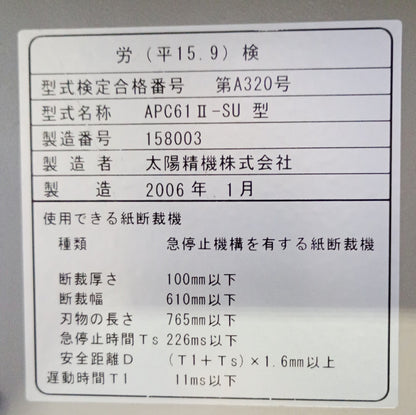 労（平15.9）検
型式検定合格番号 第A320号
型式名称 APC61Ⅱ-SU 型
製造番号 158003
製造者 太陽精機株式会社
製造 2006年 1月
使用できる紙断裁機
種類 急停止機構を有する紙断裁機
断裁厚さ 100mm以下
断裁幅 610mm以下
刃物の長さ 765mm以下
急停止時間Ts 226ms以下
安全距離D （T1＋Ts）×1.6mm以上
遅動時間T1 11ms以下